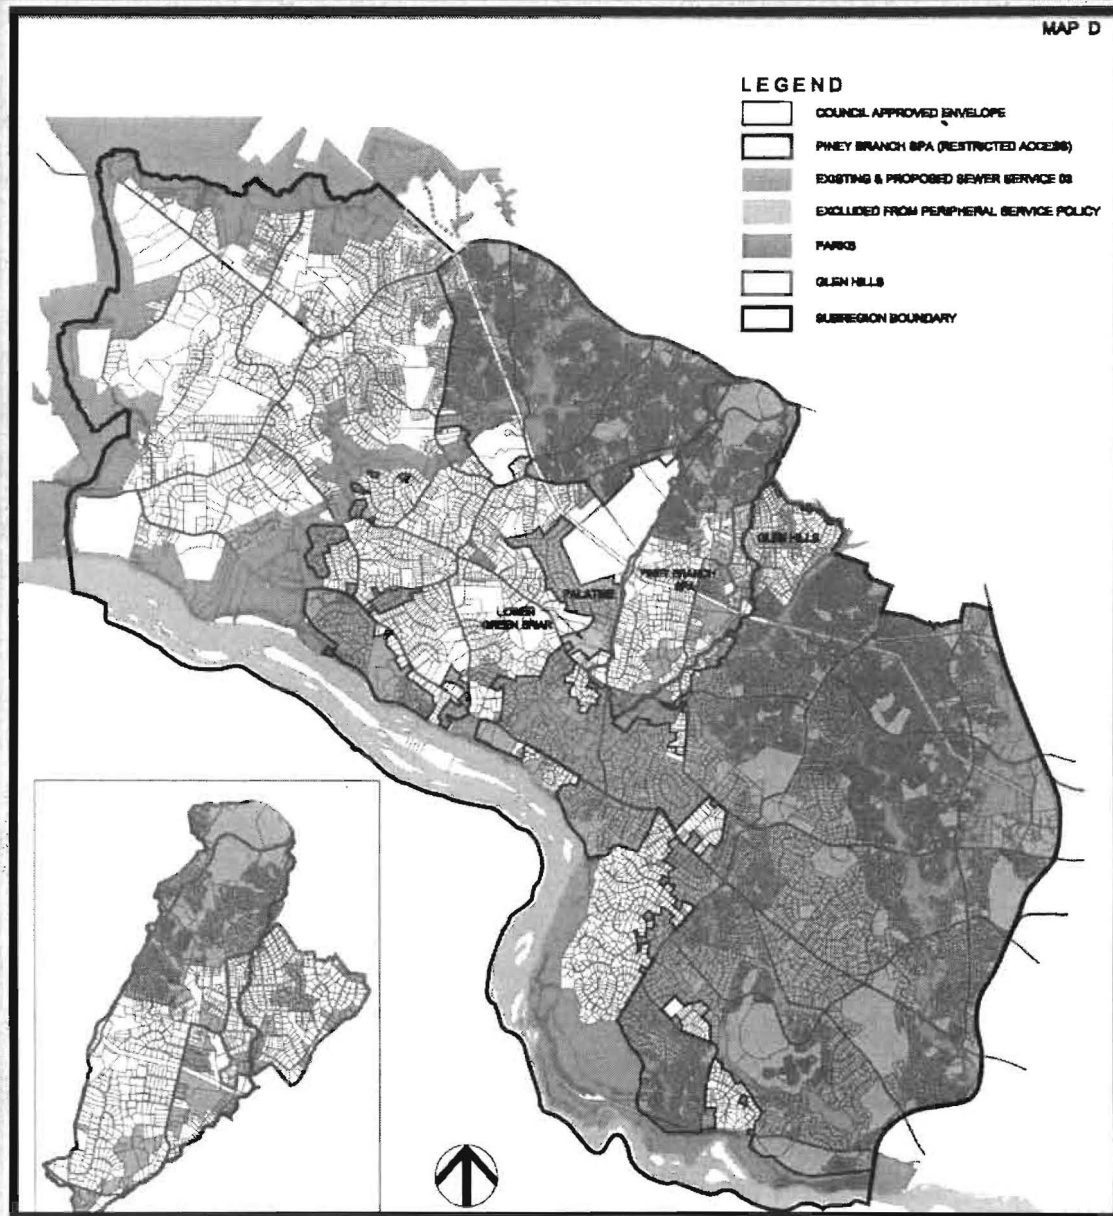 MAP D
LEGEND
COUNCIL APPROVED ENVELOPE
PINEY BRANCH SPA (RESTRICTED ACCESS)
EXISTING & PROPOSED SEWER SERVICE
EXCLUDED FROM PERIPHERAL SERVICE POLICY
PARKS
GLEN HILLS
SUBREGION BOUNDARY
GLEN HILLS
PINEY BRANCH
SPA
PALATINE
LOWER
GREEN BRIAR